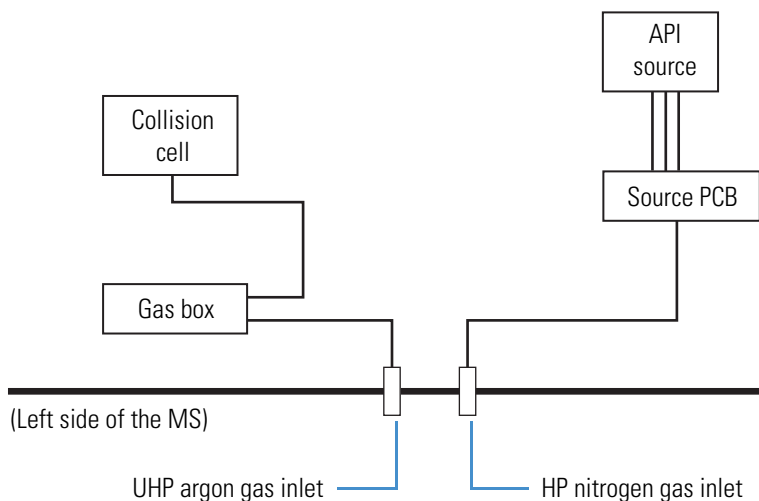 API
source
Collision
cell
Source PCB
Gas box
(Left side of the MS)
UHP argon gas inlet
HP nitrogen gas inlet